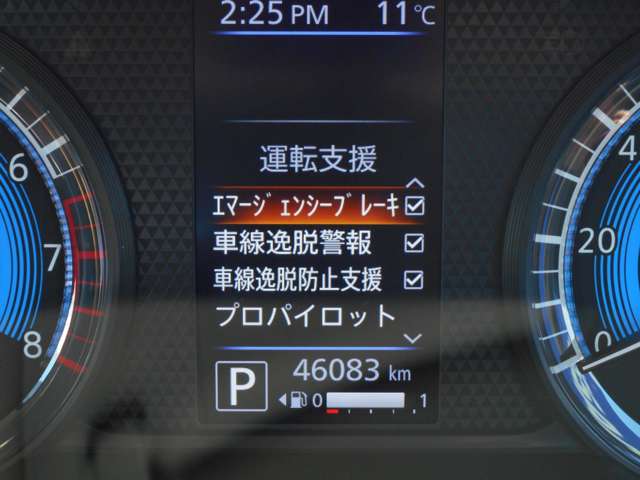 2:25 PM 11℃
運転支援
ｴﾏｰｼﾞｪﾝｼｰﾌﾞﾚｰｷ
車線逸脱警報
車線逸脱防止支援
プロパイロット
P 46083 km
0 1
6
7
8
4
20
0